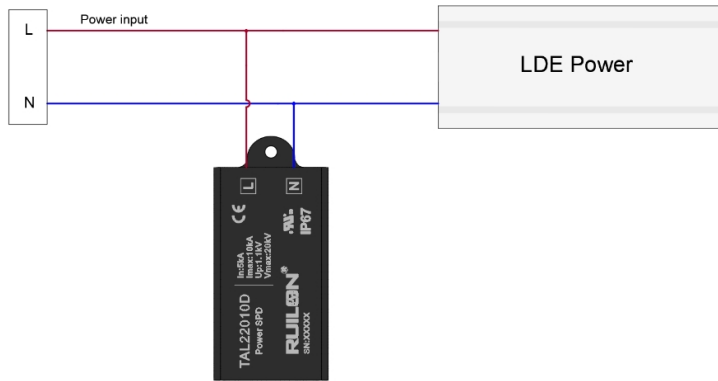 L
Power input
LDE Power
N
L
N
CE
IP67
In:5kA
Imax:10kA
Up:1.1kV
Vmax:20kV
TAL22010D
Power SPD
RUILON®
SN:XXXXX